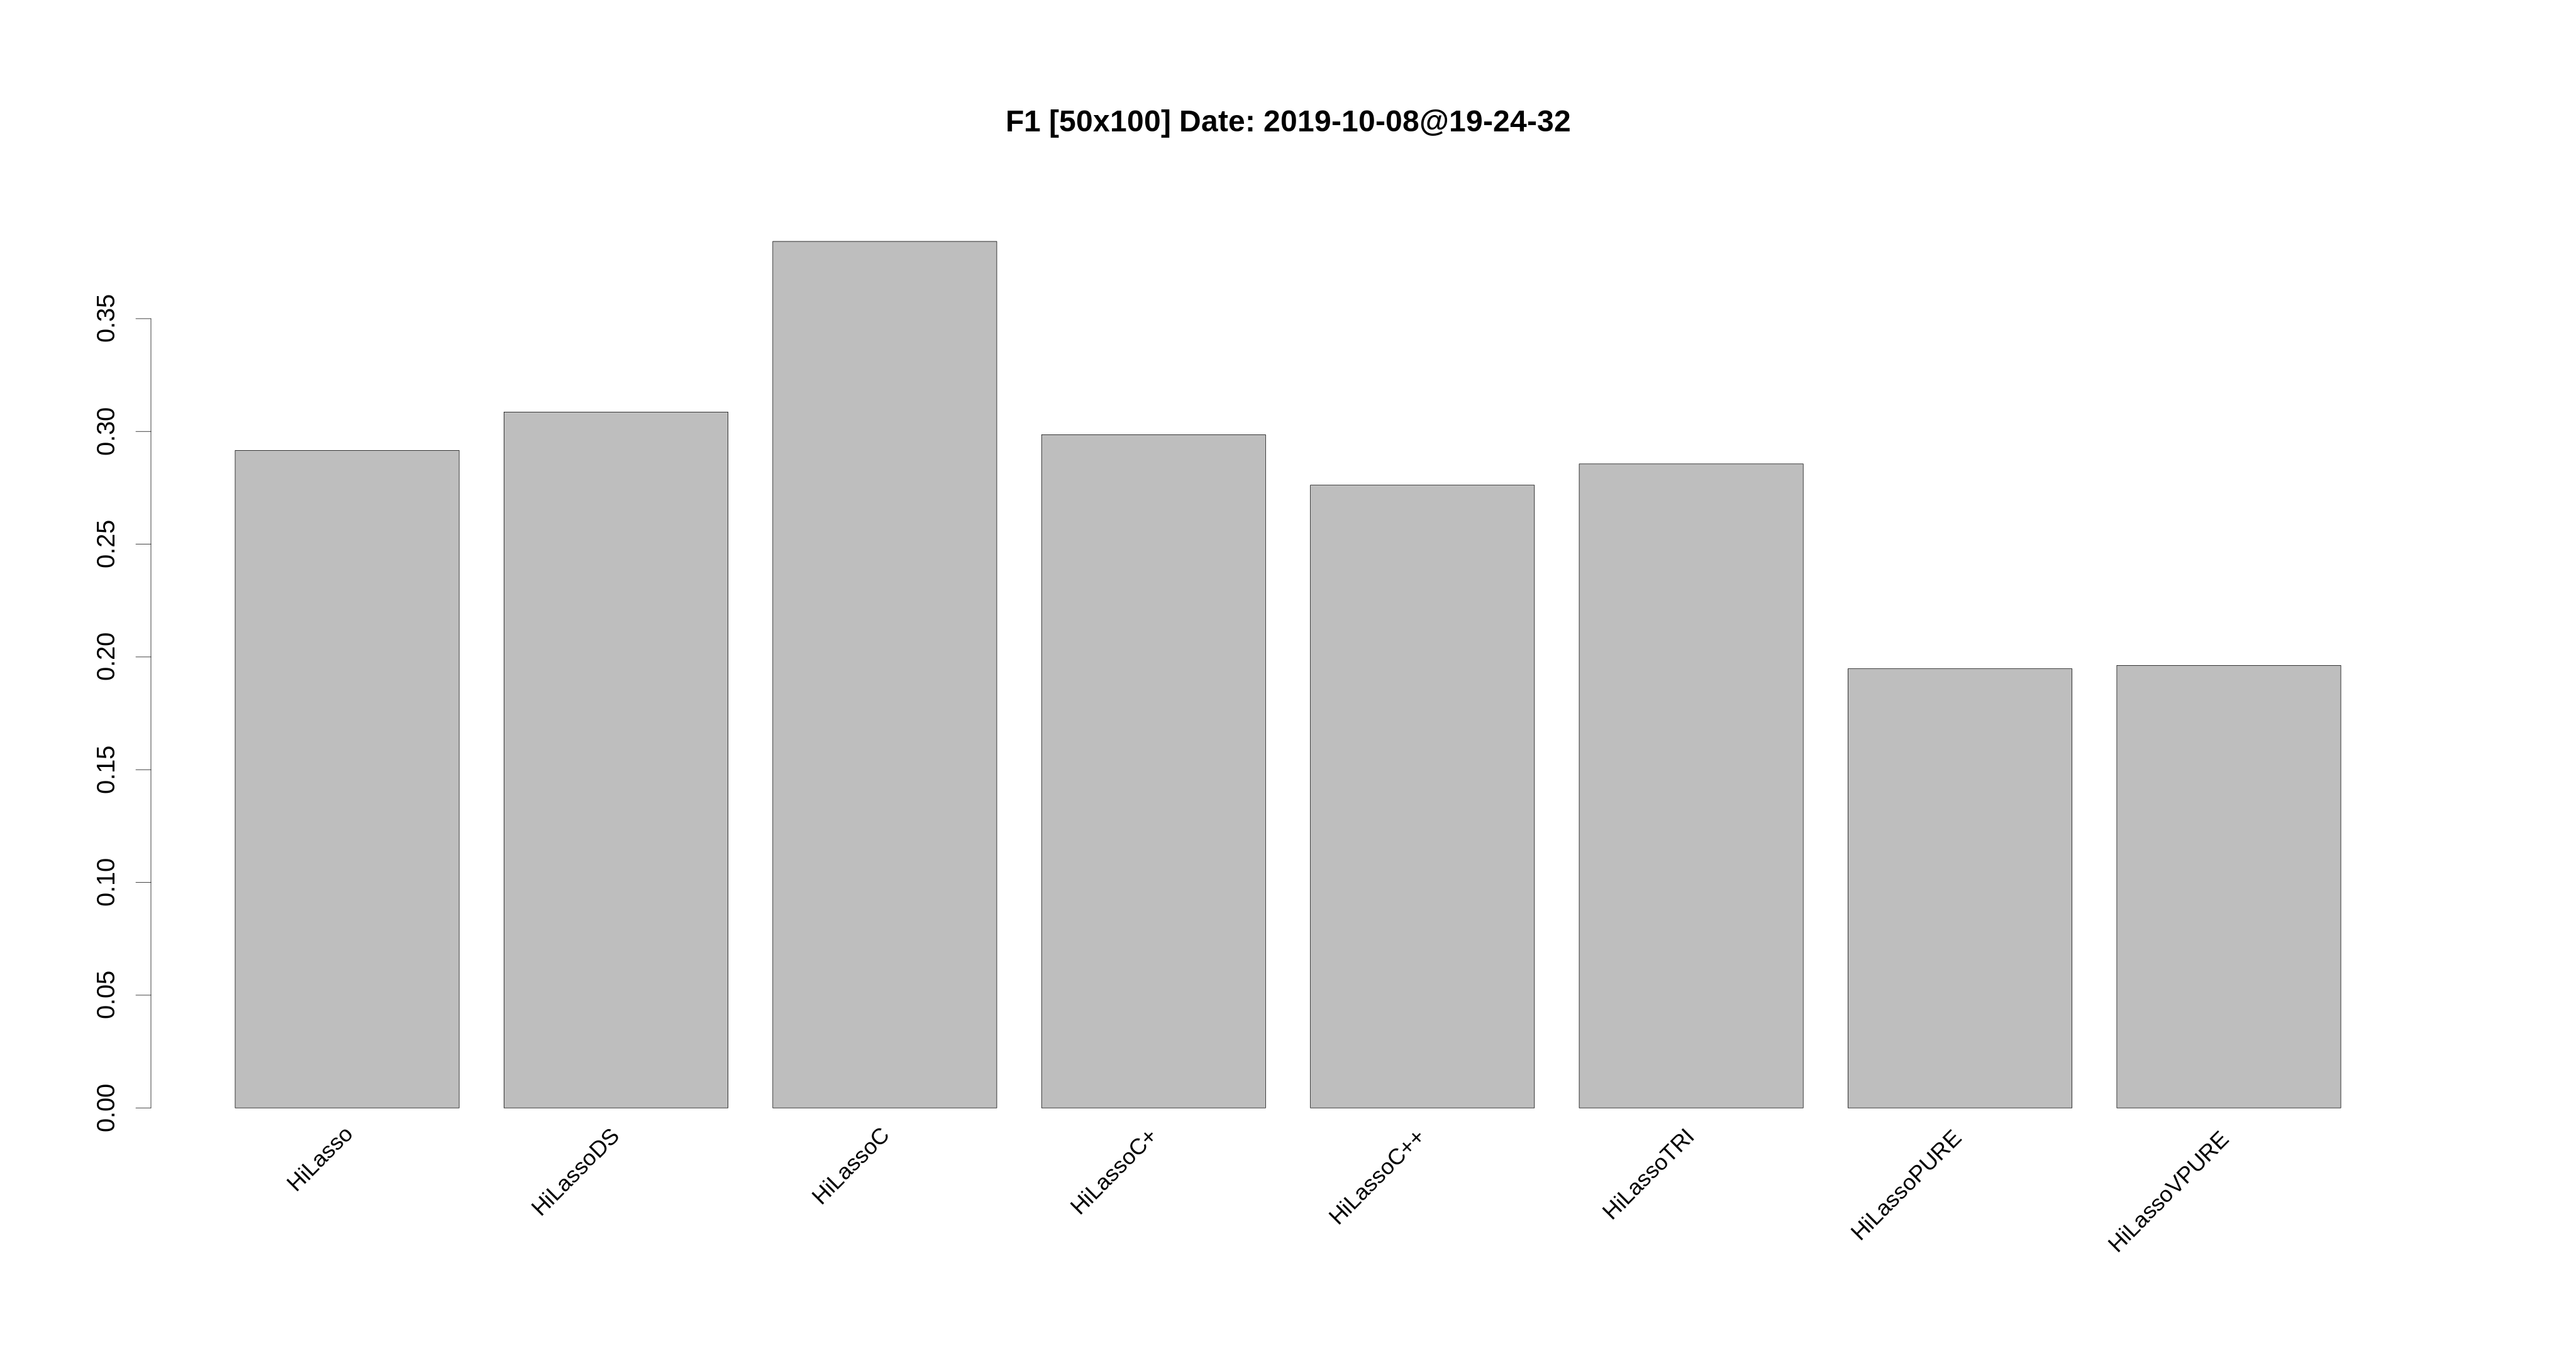 F1 [50x100] Date: 2019-10-08@19-24-32
0.35
0.30
0.25
0.20
0.15
0.10
0.05
0.00
HiLasso
HiLassoDS
HiLassoC
HiLassoC+
HiLassoC++
HiLassoTRI
HiLassoPURE
HiLassoVPURE